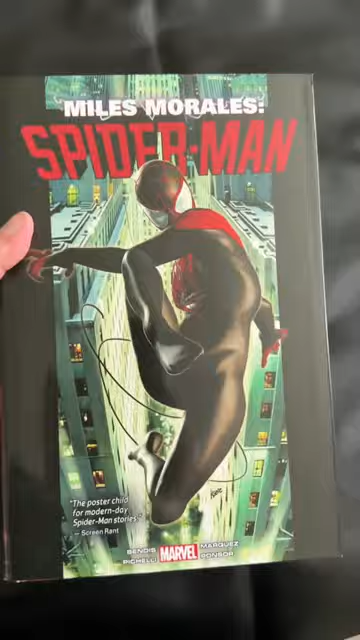 MILES MORALES:
SPIDER-MAN
"The poster child
for modern-day
Spider-Man stories."
— Screen Rant
BENDIS
PICHELLI
MARVEL
MARQUEZ
PONSOR